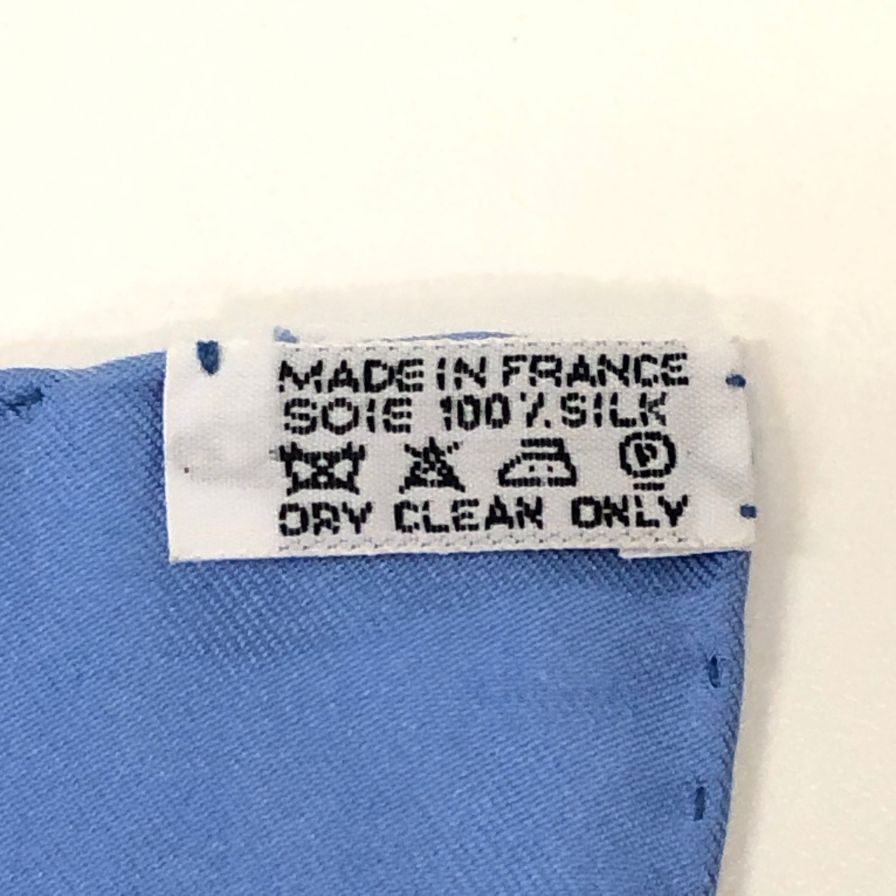 MADE IN FRANCE
SOIE 100% SILK
P
DRY CLEAN ONLY